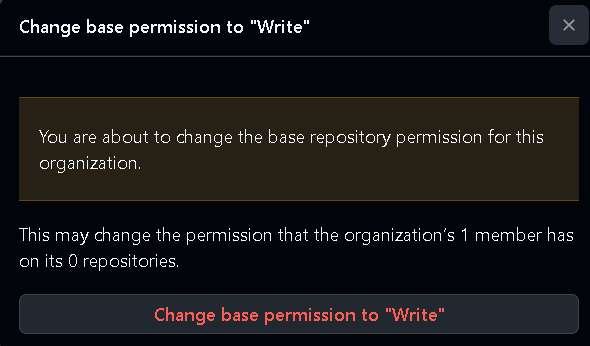 Change base permission to "Write"
You are about to change the base repository permission for this
organization.
This may change the permission that the organization's 1 member has
on its 0 repositories.
Change base permission to "Write"